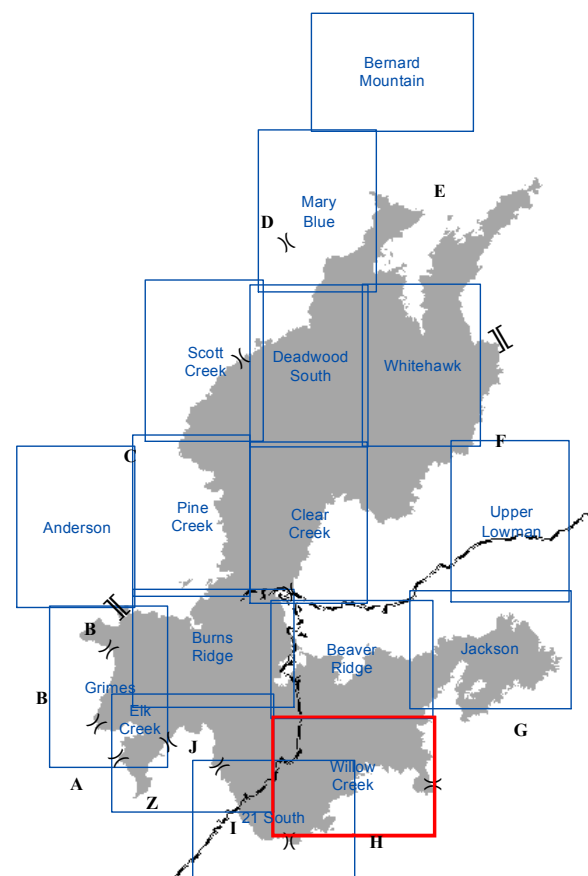 Bernard
Mountain
E
Mary
Blue
D
Scott
Creek
Deadwood
South
Whitehawk
][
C
F
Anderson
Pine
Creek
Clear
Creek
Upper
Lowman
][
B
Burns
Ridge
Beaver
Ridge
Jackson
B
Grimes
Elk
Creek
G
J
A
Z
Willow
Creek
I
21 South
H